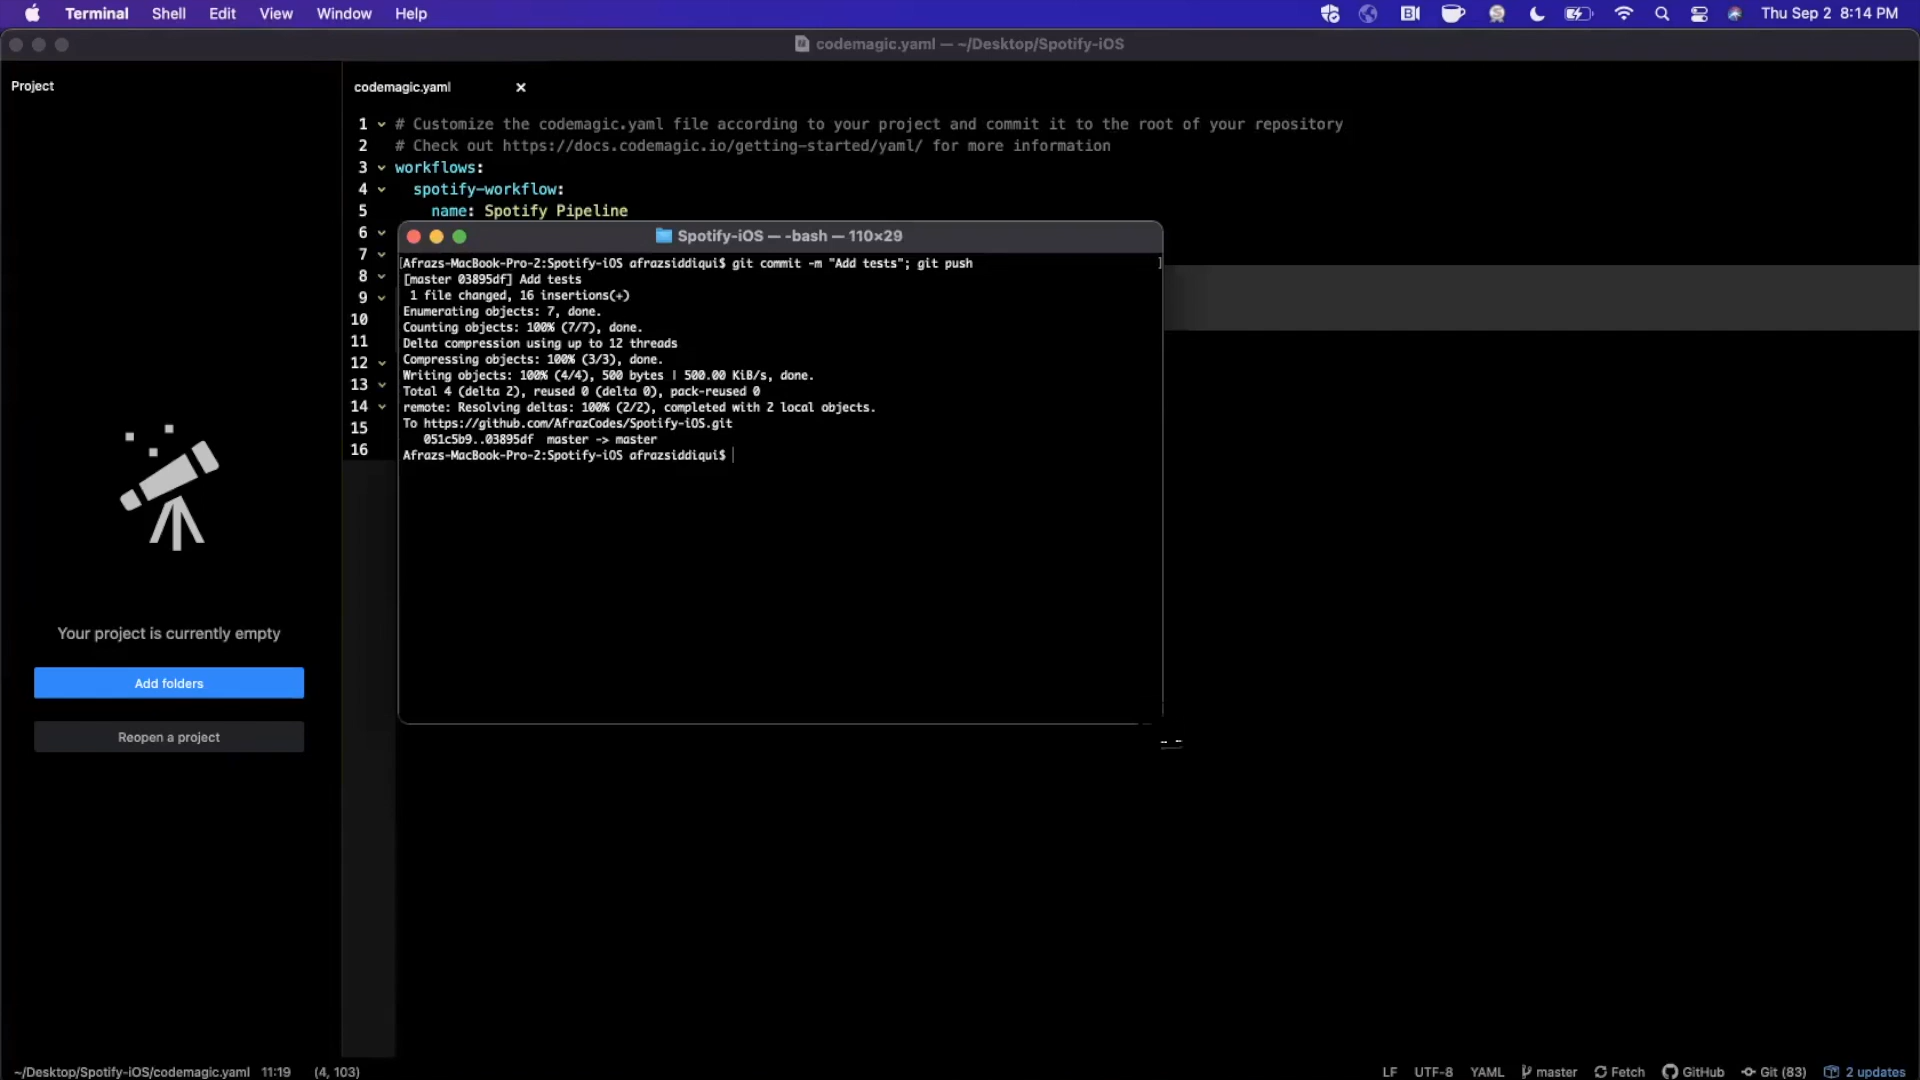 Terminal Shell Edit View Window Help Thu Sep 2 8:14 PM
codemagic.yaml — ~/Desktop/Spotify-iOS
Project
codemagic.yaml
1 # Customize the codemagic.yaml file according to your project and commit it to the root of your repository
2 # Check out https://docs.codemagic.io/getting-started/yaml/ for more information
3 workflows:
4 spotify-workflow:
5 name: Spotify Pipeline
6
7
8
9
10
11
12
13
14
15
16
Spotify-iOS — -bash — 110×29
[Afrazs-MacBook-Pro-2:Spotify-iOS afrazsiddiqui$ git commit -m "Add tests"; git push ]
[master 03895df] Add tests
1 file changed, 16 insertions(+)
Enumerating objects: 7, done.
Counting objects: 100% (7/7), done.
Delta compression using up to 12 threads
Compressing objects: 100% (3/3), done.
Writing objects: 100% (4/4), 500 bytes | 500.00 KiB/s, done.
Total 4 (delta 2), reused 0 (delta 0), pack-reused 0
remote: Resolving deltas: 100% (2/2), completed with 2 local objects.
To https://github.com/AfrazCodes/Spotify-iOS.git
051c5b9..03895df master -> master
Afrazs-MacBook-Pro-2:Spotify-iOS afrazsiddiqui$
Your project is currently empty
Add folders
Reopen a project
~/Desktop/Spotify-iOS/codemagic.yaml 11:19 (4, 103) LF UTF-8 YAML master Fetch GitHub Git (83) 2 updates